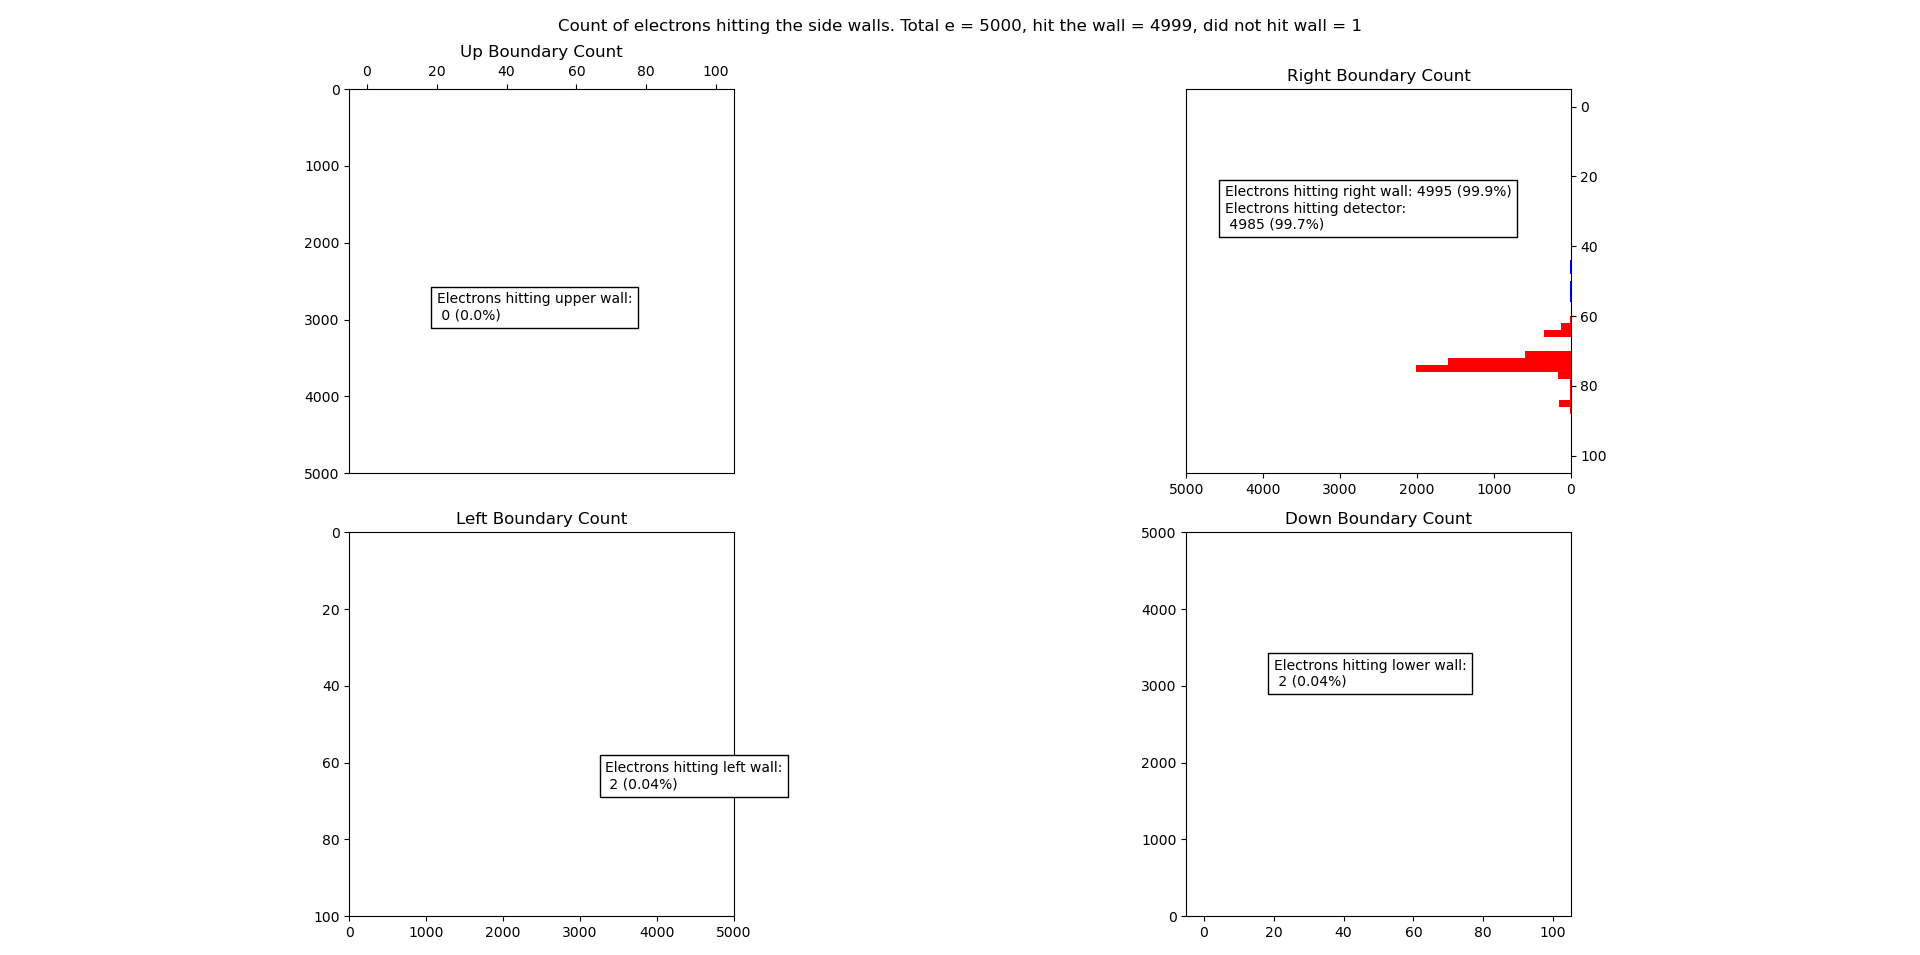 Count of electrons hitting the side walls. Total e = 5000, hit the wall = 4999, did not hit wall = 1
Up Boundary Count
0 20 40 60 80 100
0
1000
2000
3000
4000
5000
Electrons hitting upper wall:
0 (0.0%)
Right Boundary Count
Electrons hitting right wall: 4995 (99.9%)
Electrons hitting detector:
4985 (99.7%)
0
20
40
60
80
100
5000 4000 3000 2000 1000 0
Left Boundary Count
0
20
40
60
80
100
Electrons hitting left wall:
2 (0.04%)
0 1000 2000 3000 4000 5000
Down Boundary Count
5000
4000
3000
2000
1000
0
Electrons hitting lower wall:
2 (0.04%)
0 20 40 60 80 100